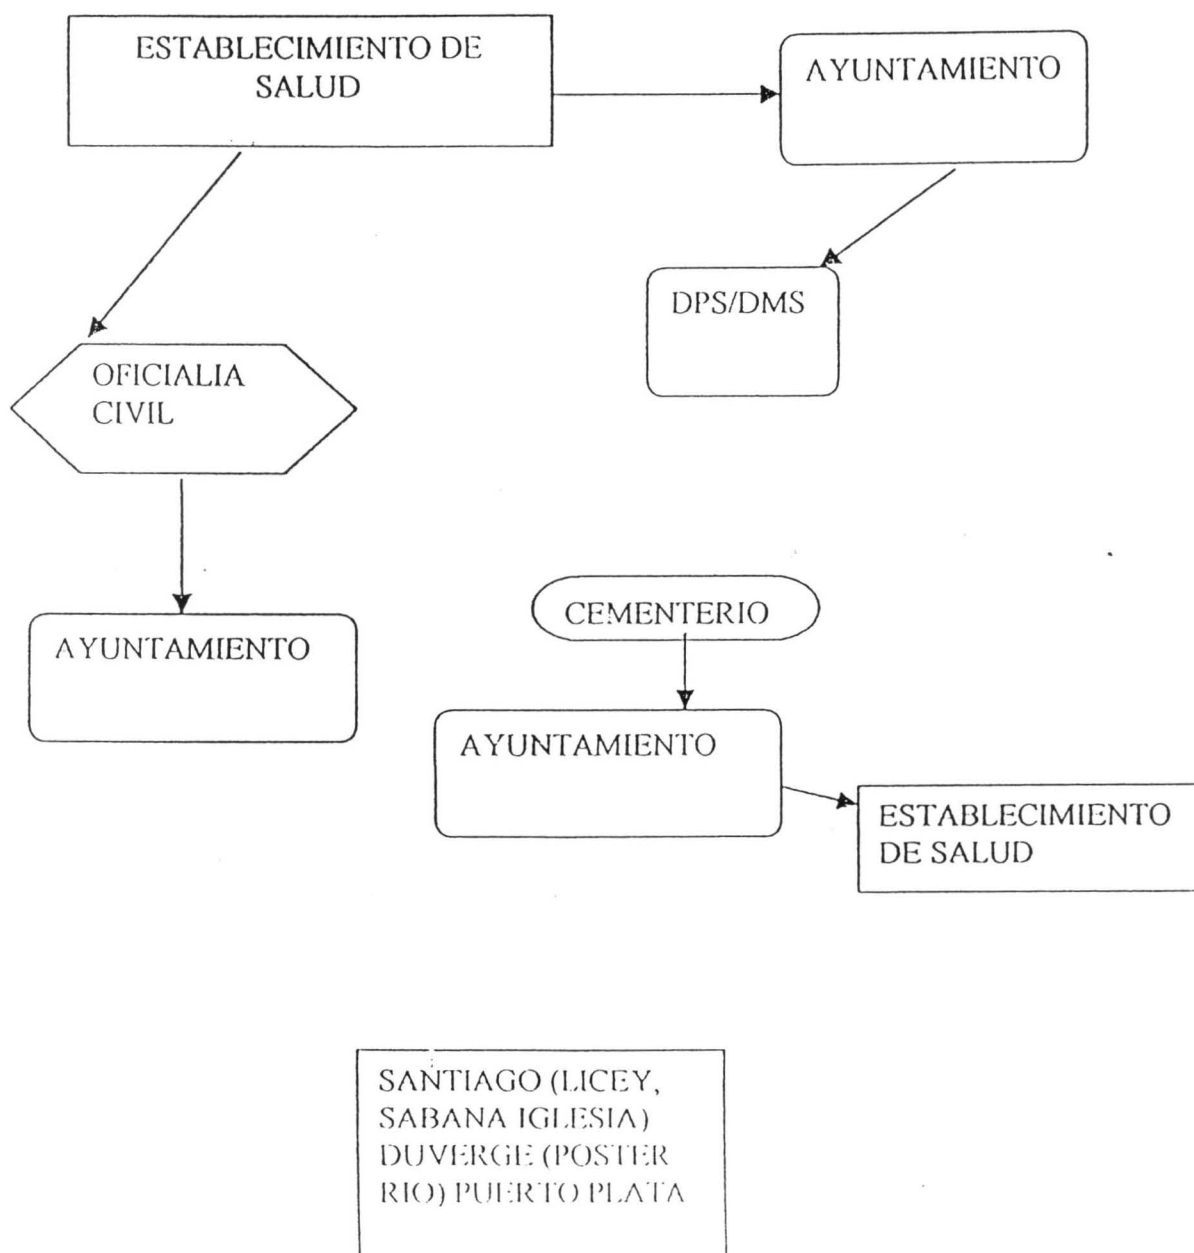 ESTABLECIMIENTO DE
SALUD
AYUNTAMIENTO
DPS/DMS
OFICIALIA
CIVIL
AYUNTAMIENTO
CEMENTERIO
AYUNTAMIENTO
ESTABLECIMIENTO
DE SALUD
SANTIAGO (LICEY,
SABANA IGLESIA)
DUVERGE (POSTER
RIO) PUERTO PLATA